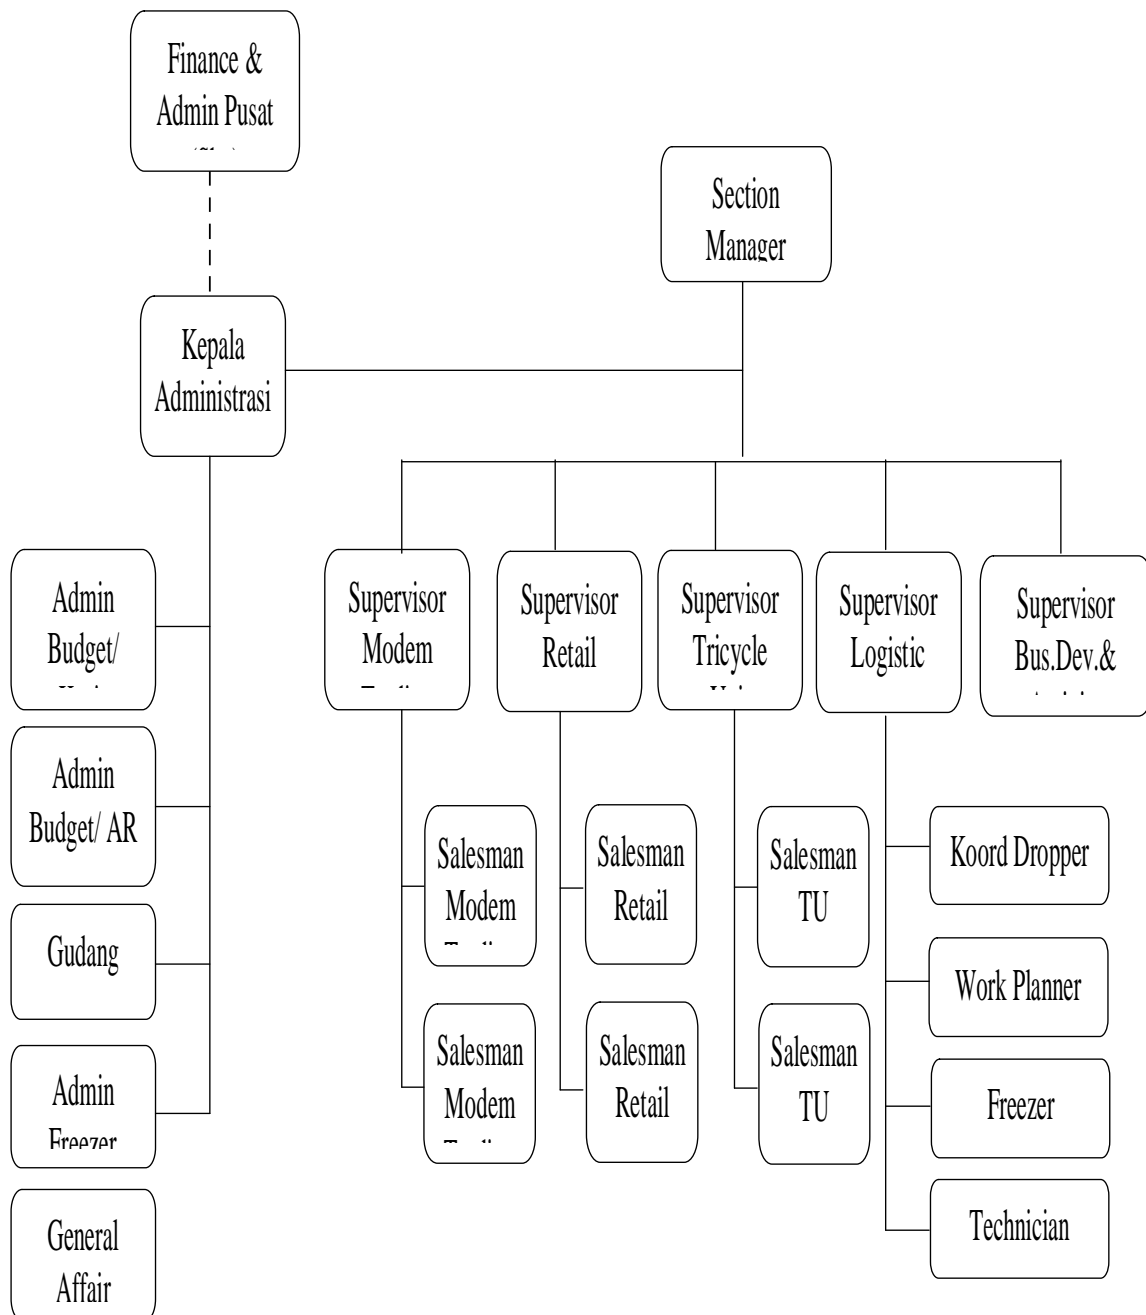 Finance &
Admin Pusat
Section
Manager
Kepala
Administrasi
Admin
Budget/
Supervisor
Modem
Supervisor
Retail
Supervisor
Tricycle
Supervisor
Logistic
Supervisor
Bus.Dev.&
Admin
Budget/ AR
Salesman
Modem
Salesman
Retail
Salesman
TU
Koord Dropper
Gudang
Work Planner
Salesman
Modem
Salesman
Retail
Salesman
TU
Admin
Freezer
Freezer
Technician
General
Affair